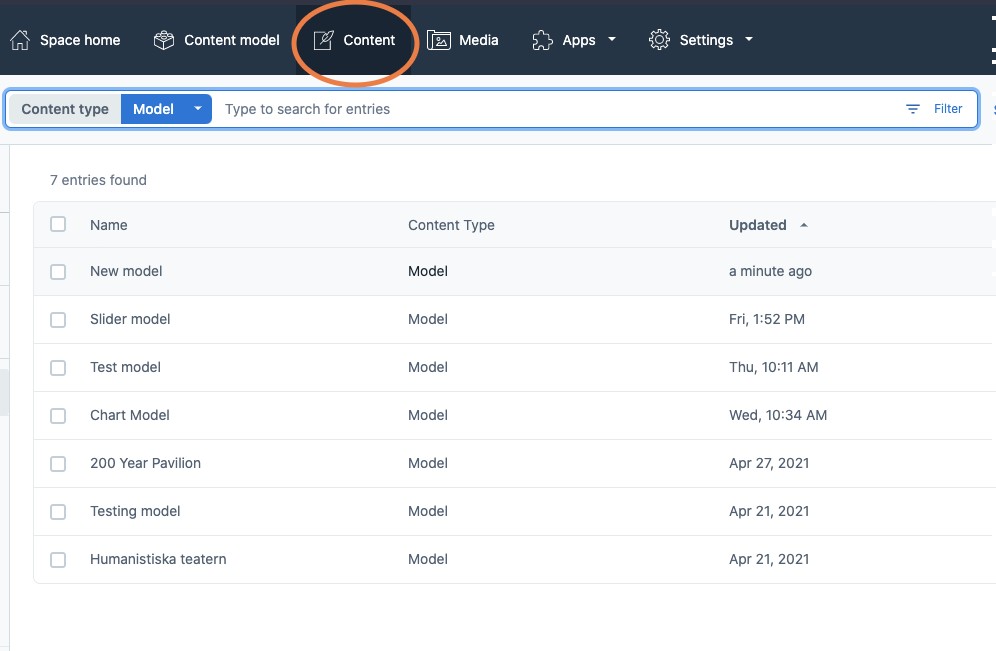 Space home Content model Content Media Apps Settings
Content type Model Type to search for entries Filter
7 entries found
Name Content Type Updated
New model Model a minute ago
Slider model Model Fri, 1:52 PM
Test model Model Thu, 10:11 AM
Chart Model Model Wed, 10:34 AM
200 Year Pavilion Model Apr 27, 2021
Testing model Model Apr 21, 2021
Humanistiska teatern Model Apr 21, 2021